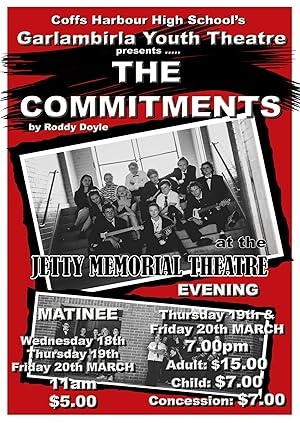 Coffs Harbour High School's
Garlambirla Youth Theatre
presents .....
THE
COMMITMENTS
by Roddy Doyle
at the
JETTY MEMORIAL THEATRE
EVENING
MATINEE
Wednesday 18th
Thursday 19th
Friday 20th MARCH
11am
$5.00
Thursday 19th &
Friday 20th MARCH
7.00pm
Adult: $15.00
Child: $7.00
Concession: $7.00